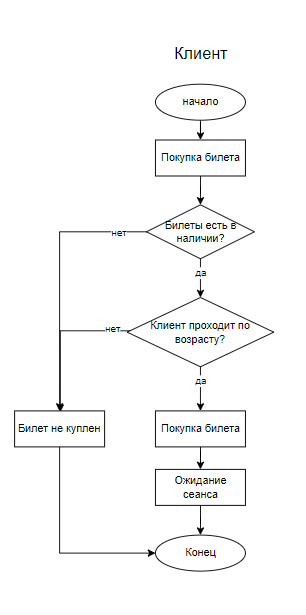 Клиент
начало
Покупка билета
Билеты есть в
наличии?
нет
да
Клиент проходит по
возрасту?
нет
да
Билет не куплен
Покупка билета
Ожидание
сеанса
Конец